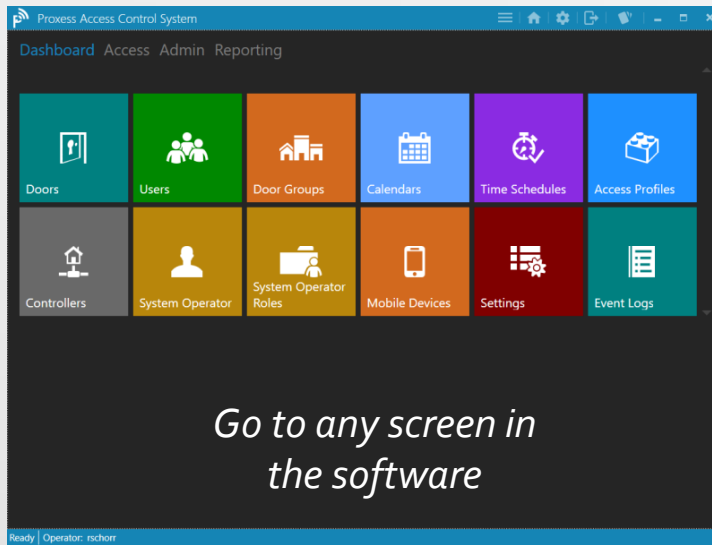 Proxess Access Control System
Dashboard Access Admin Reporting
Doors
Users
Door Groups
Calendars
Time Schedules
Access Profiles
Controllers
System Operator
System Operator
Roles
Mobile Devices
Settings
Event Logs
Go to any screen in
the software
Ready Operator: rschorr